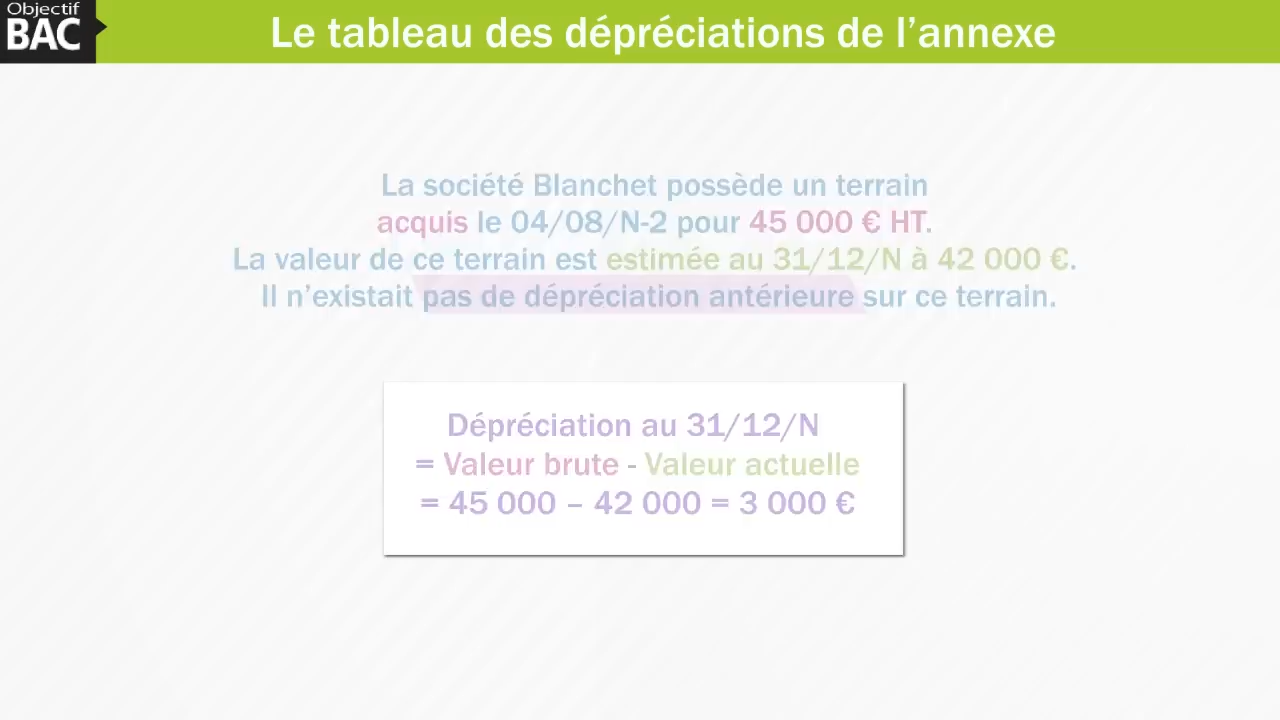 Objectif
BAC
Le tableau des dépréciations de l’annexe
La société Blanchet possède un terrain
acquis le 04/08/N-2 pour 45 000 € HT.
La valeur de ce terrain est estimée au 31/12/N à 42 000 €.
Il n’existait pas de dépréciation antérieure sur ce terrain.
Dépréciation au 31/12/N
= Valeur brute - Valeur actuelle
= 45 000 – 42 000 = 3 000 €